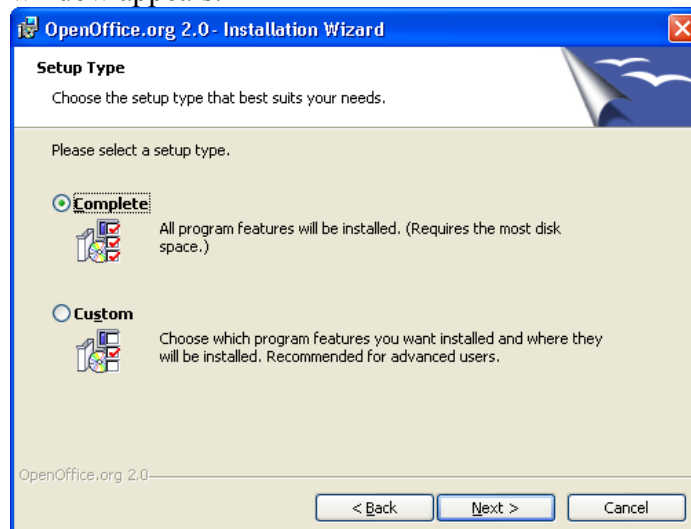 window appears.
OpenOffice.org 2.0 - Installation Wizard
Setup Type
Choose the setup type that best suits your needs.
Please select a setup type.
Complete
All program features will be installed. (Requires the most disk
space.)
Custom
Choose which program features you want installed and where they
will be installed. Recommended for advanced users.
OpenOffice.org 2.0
< Back Next > Cancel